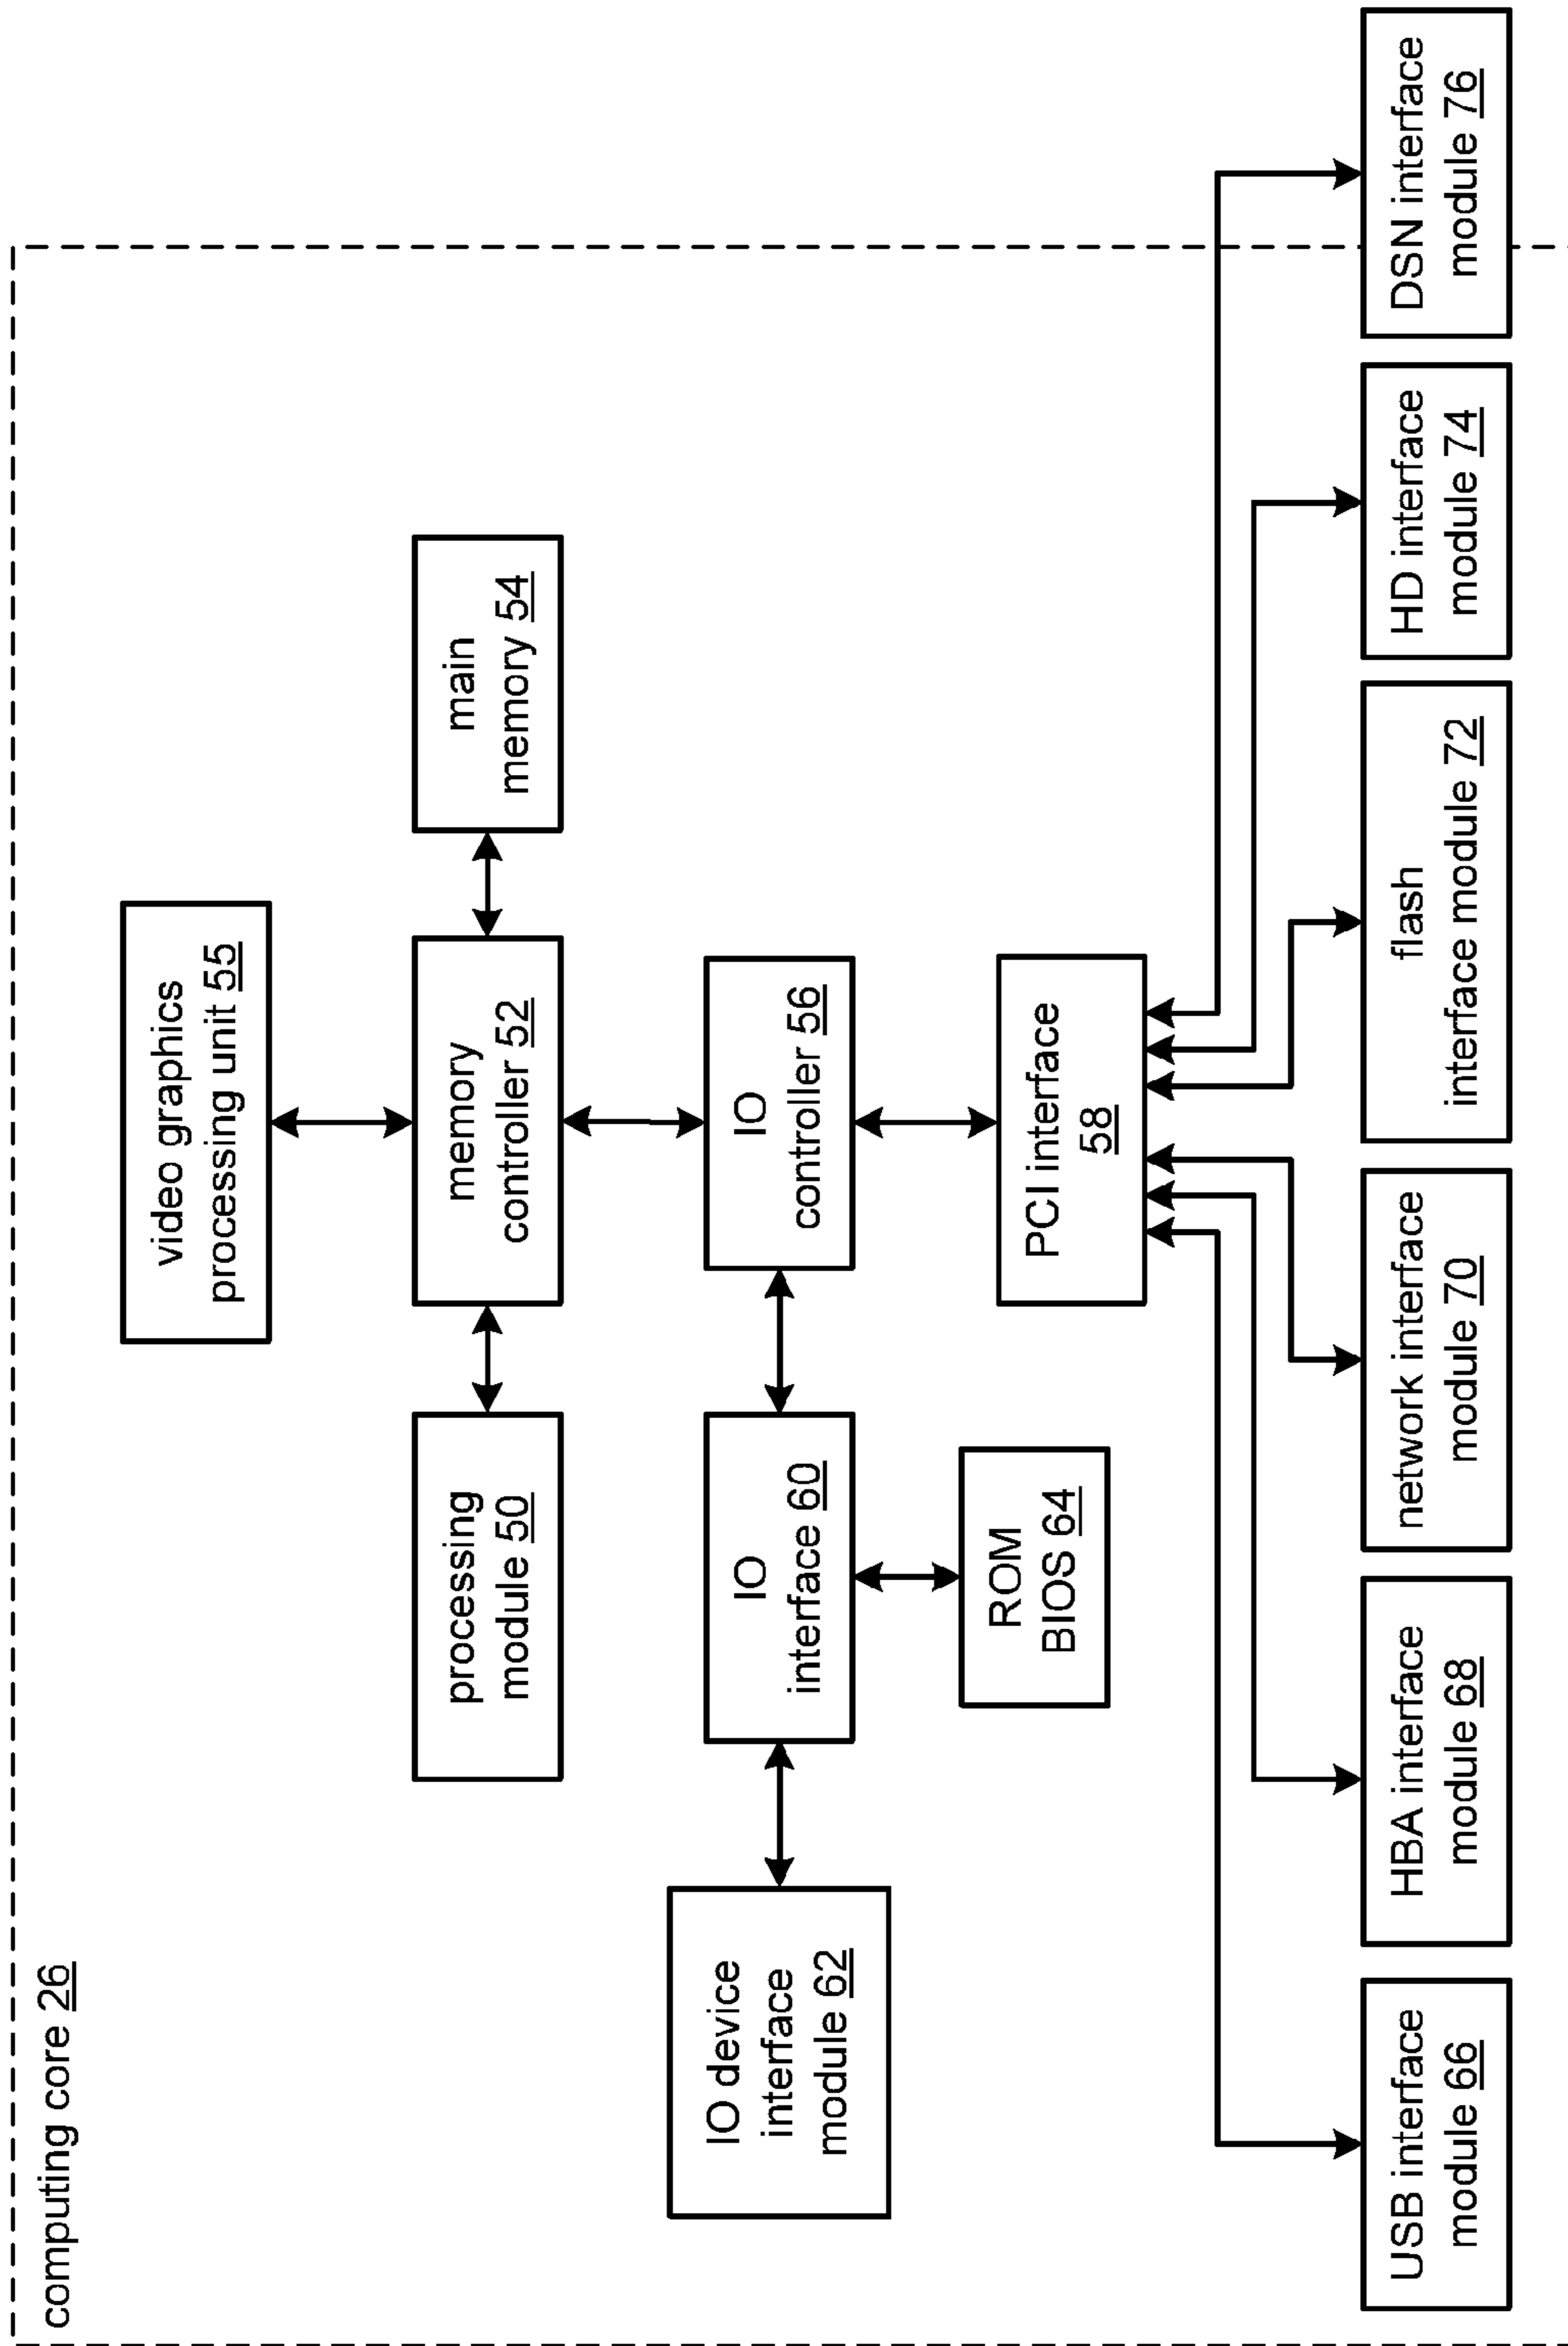 computing core 26
video graphics
processing unit 55
processing
module 50
memory
controller 52
main
memory 54
IO device
interface
module 62
IO
interface 60
IO
controller 56
ROM
BIOS 64
PCI interface
58
USB interface
module 66
HBA interface
module 68
network interface
module 70
flash
interface module 72
HD interface
module 74
DSN interface
module 76